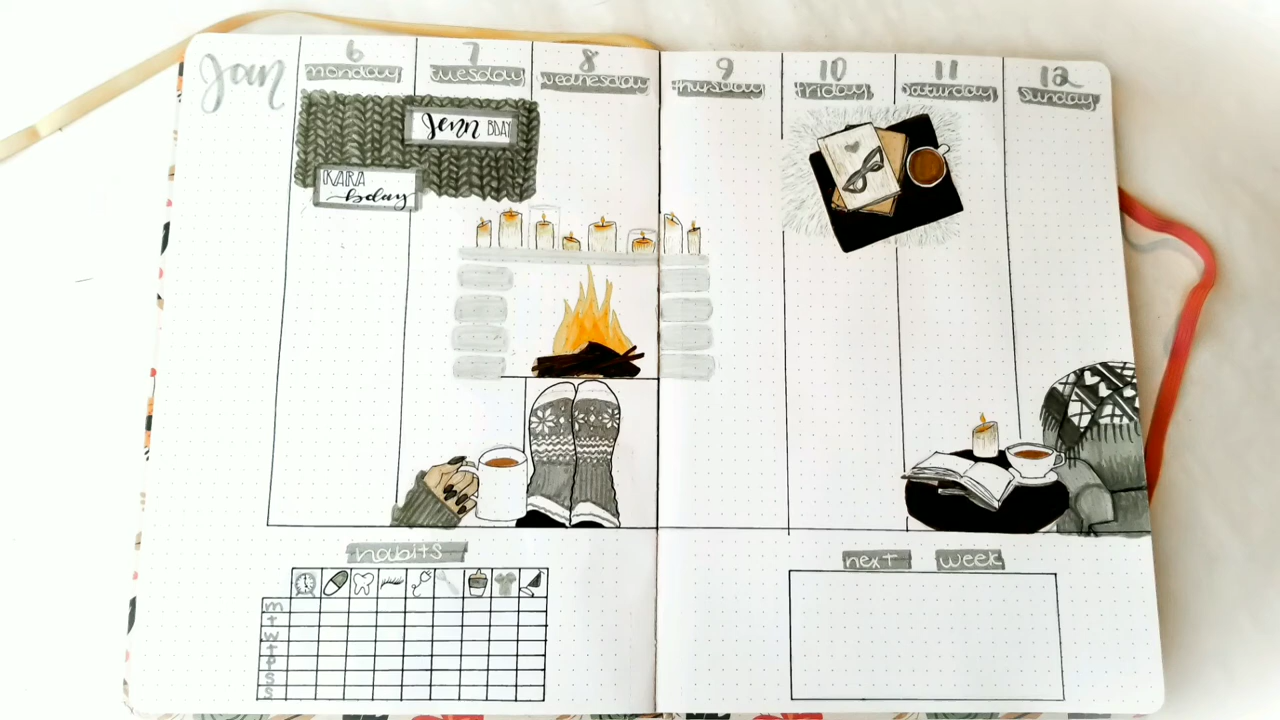 Jan
6 7 8 9 10 11 12
monday tuesday wednesday thursday friday saturday sunday
Jenn BDAY
KARA
bday
habits
next week
m
t
w
t
f
s
s